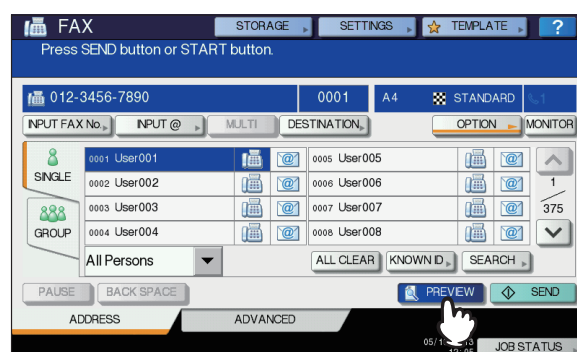 FAX STORAGE SETTINGS TEMPLATE ?
Press SEND button or START button.
012-3456-7890 0001 A4 STANDARD 1
INPUT FAX No. INPUT @ MULTI DESTINATION OPTION MONITOR
SINGLE
0001 User001 @ 0005 User005 @
0002 User002 @ 0006 User006 @
0003 User003 @ 0007 User007 @
0004 User004 @ 0008 User008 @
1
375
GROUP
All Persons ALL CLEAR KNOWN ID SEARCH
PAUSE BACK SPACE PREVIEW SEND
ADDRESS ADVANCED
JOB STATUS